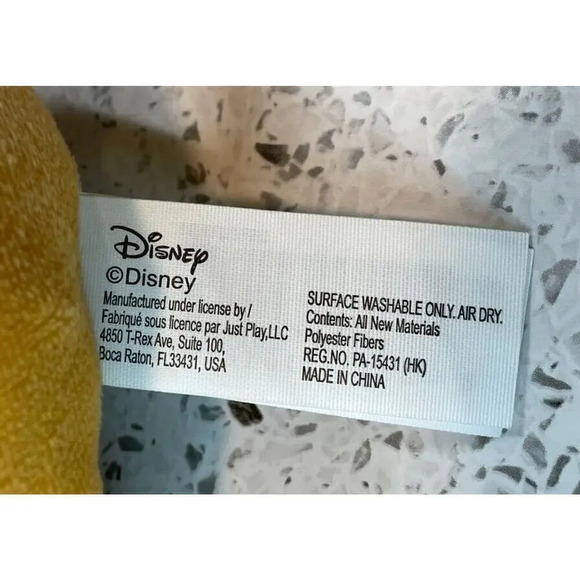 Disney
©Disney
Manufactured under license by/
Fabriqué sous licence par Just Play,LLC
4850 T-Rex Ave, Suite 100,
Boca Raton, FL33431, USA
SURFACE WASHABLE ONLY. AIR DRY.
Contents: All New Materials
Polyester Fibers
REG.NO. PA-15431 (HK)
MADE IN CHINA